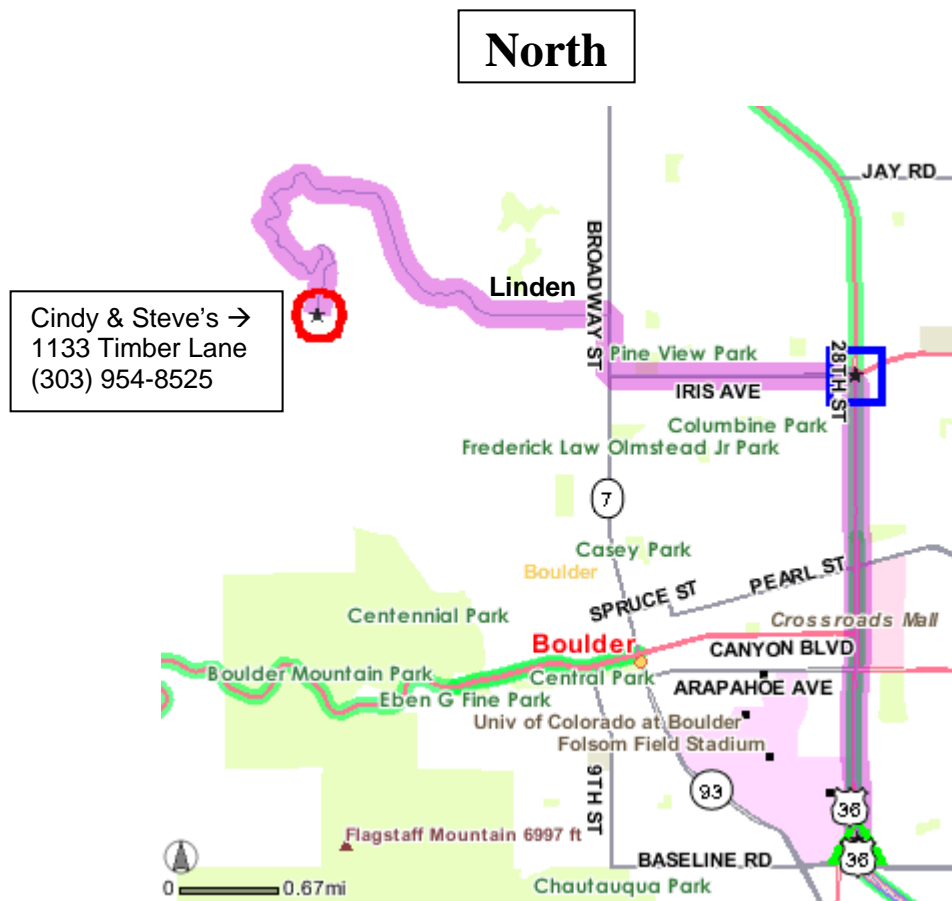 North
JAY RD
BROADWAY ST
Linden
Cindy & Steve's →
1133 Timber Lane
(303) 954-8525
Pine View Park
28TH ST
IRIS AVE
Columbine Park
Frederick Law Olmstead Jr Park
7
Casey Park
Boulder
SPRUCE ST
PEARL ST
Centennial Park
Crossroads Mall
Boulder
CANYON BLVD
Boulder Mountain Park
Central Park
ARAPAHOE AVE
Eben G Fine Park
Univ of Colorado at Boulder
Folsom Field Stadium
9TH ST
93
36
Flagstaff Mountain 6997 ft
36
BASELINE RD
0 0.67mi
Chautauqua Park